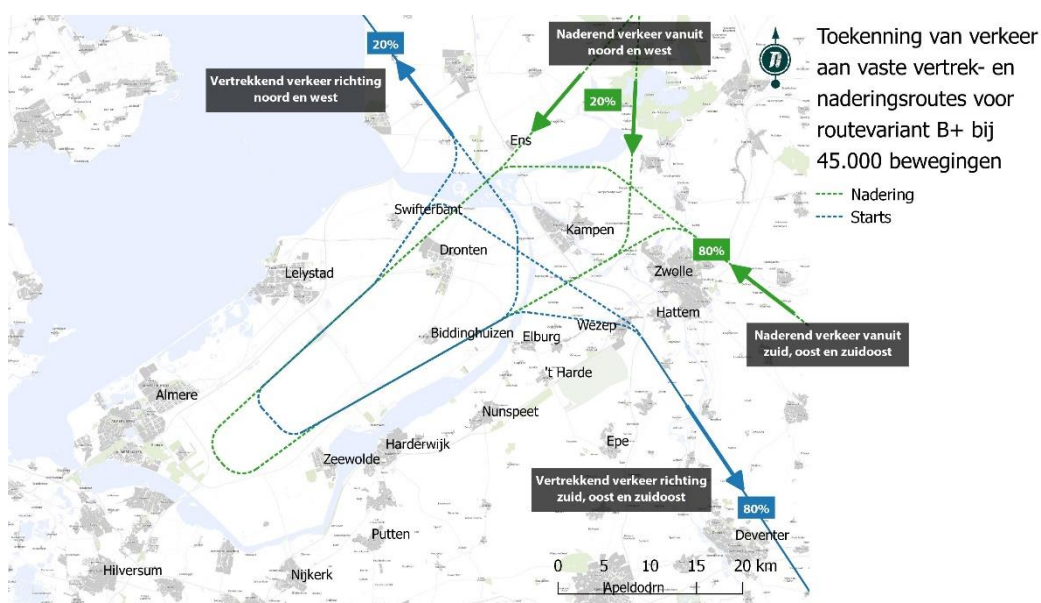 Toekenning van verkeer
aan vaste vertrek- en
naderingsroutes voor
routevariant B+ bij
45.000 bewegingen
Nadering
Starts
20%
Vertrekkend verkeer richting
noord en west
Naderend verkeer vanuit
noord en west
20%
Ens
Swifterbant
Kampen
Dronten
Lelystad
Zwolle
80%
Hattem
Naderend verkeer vanuit
zuid, oost en zuidoost
Biddinghuizen
Elburg
Wezep
't Harde
Almere
Nunspeet
Epe
Harderwijk
Zeewolde
Vertrekkend verkeer richting
zuid, oost en zuidoost
80%
Deventer
Putten
Hilversum
Nijkerk
0 5 10 15 20 km
Apeldoorn